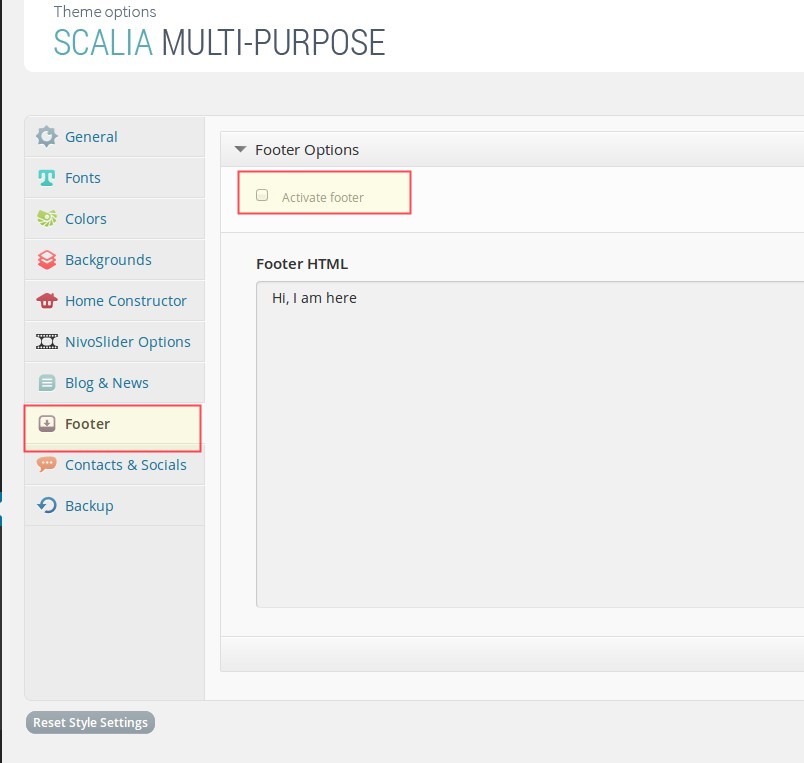 Theme options
SCALIA MULTI-PURPOSE
General
Fonts
Colors
Backgrounds
Home Constructor
NivoSlider Options
Blog & News
Footer
Contacts & Socials
Backup
Footer Options
Activate footer
Footer HTML
Hi, I am here
Reset Style Settings